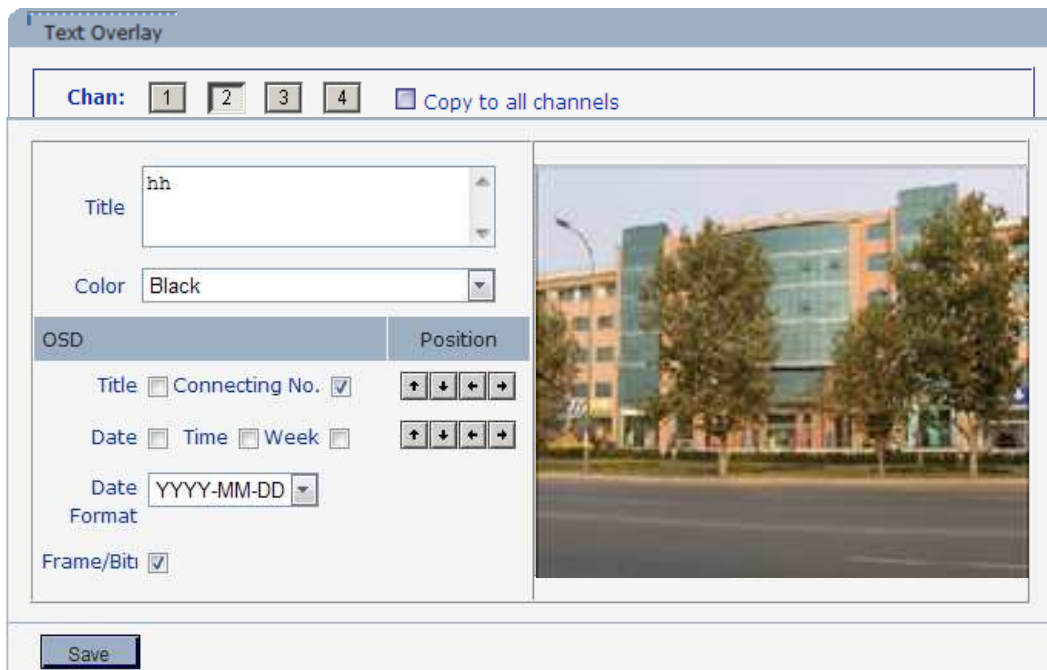 Text Overlay
Chan: 1 2 3 4 Copy to all channels
Title hh
Color Black
OSD Position
Title Connecting No.
Date Time Week
Date Format YYYY-MM-DD
Frame/Bitr
Save